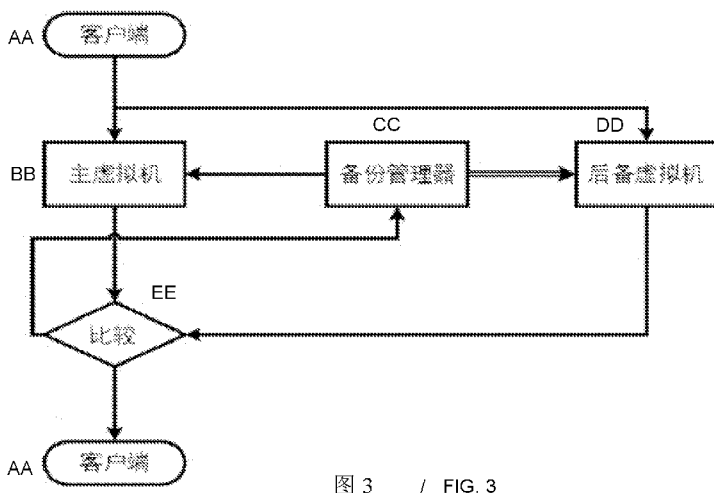 AA 客户端
CC DD
BB 主虚拟机 备份管理器 后备虚拟机
EE
比较
AA 客户端
图 3 / FIG. 3